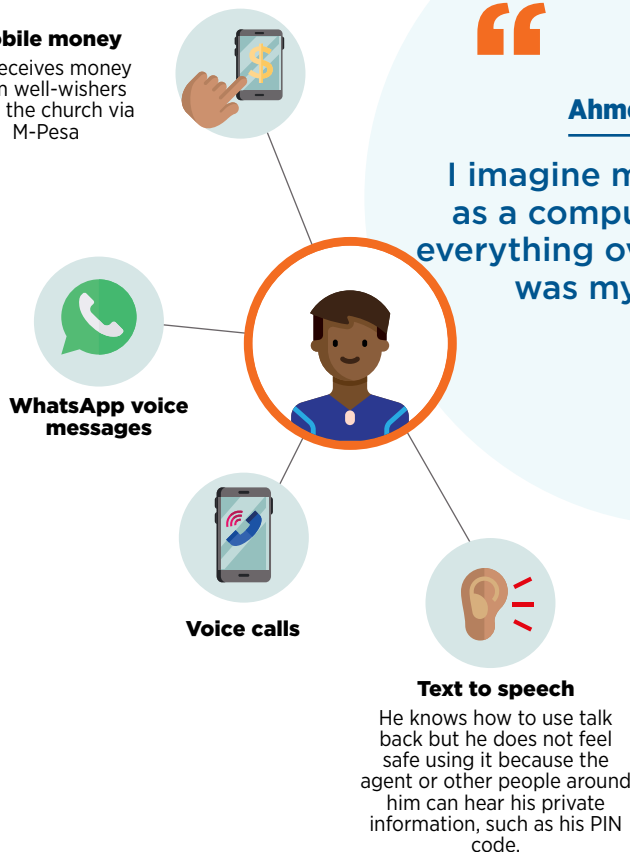 bile money
eceives money
m well-wishers
the church via
M-Pesa
“
Ahme
I imagine m
as a compu
everything ov
was my
WhatsApp voice
messages
Voice calls
Text to speech
He knows how to use talk
back but he does not feel
safe using it because the
agent or other people around
him can hear his private
information, such as his PIN
code.